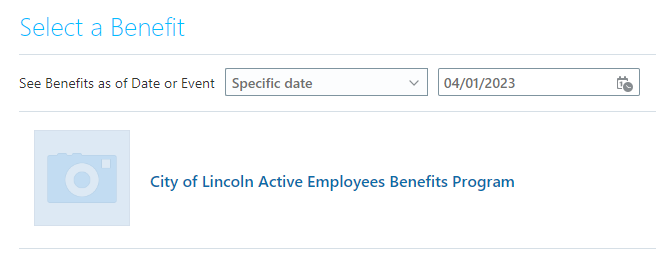 Select a Benefit
See Benefits as of Date or Event Specific date 04/01/2023
City of Lincoln Active Employees Benefits Program